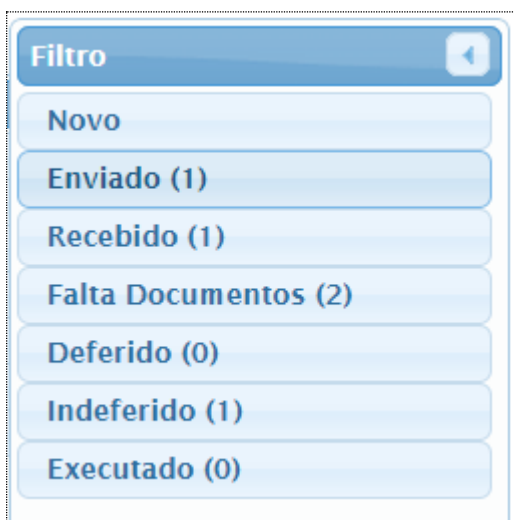 Filtro
Novo
Enviado (1)
Recebido (1)
Falta Documentos (2)
Deferido (0)
Indeferido (1)
Executado (0)